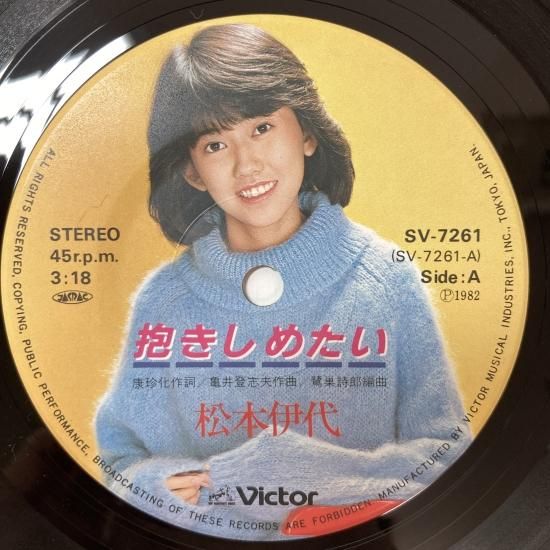 STEREO
45r.p.m.
3:18
JASRAC
SV-7261
(SV-7261-A)
Side:A
Ⓟ1982
抱きしめたい
康珍化作詞／亀井登志夫作曲／鷺巣詩郎編曲
松本伊代
Victor
ALL RIGHTS RESERVED, COPYING, PUBLIC PERFORMANCE, BROADCASTING OF THESE RECORDS ARE FORBIDDEN. MANUFACTURED BY VICTOR MUSICAL INDUSTRIES, INC., TOKYO, JAPAN.